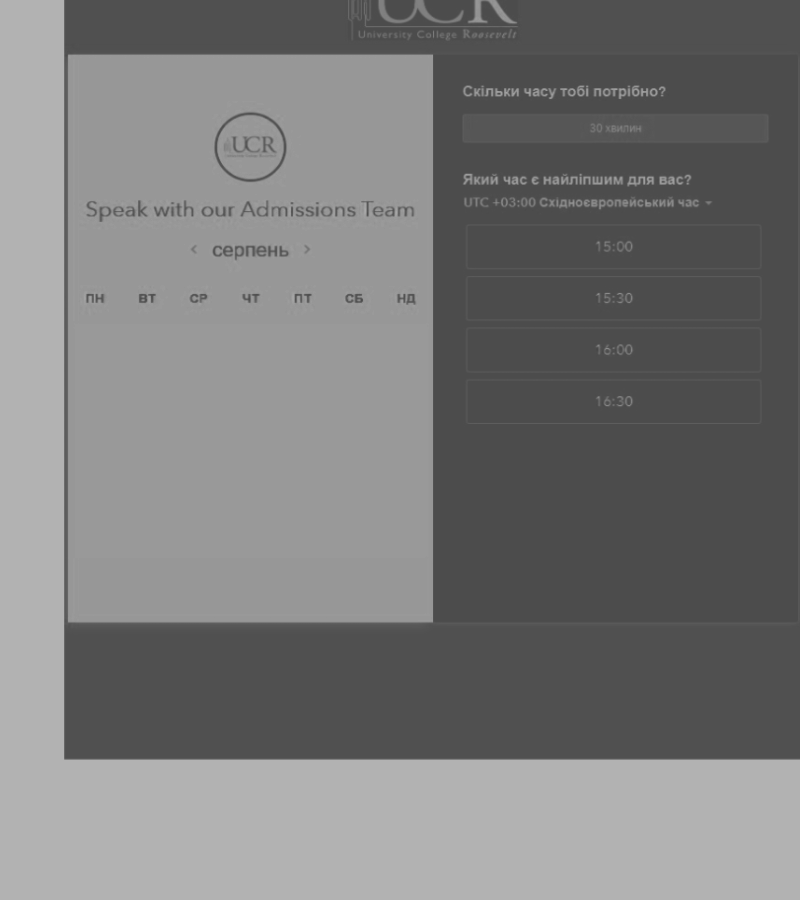 UCR
University College Roosevelt
UCR
Speak with our Admissions Team
серпень
ПН ВТ СР ЧТ ПТ СБ НД
Скільки часу тобі потрібно?
30 хвилин
Який час є найліпшим для вас?
UTC +03:00 Східноєвропейський час
15:00
15:30
16:00
16:30